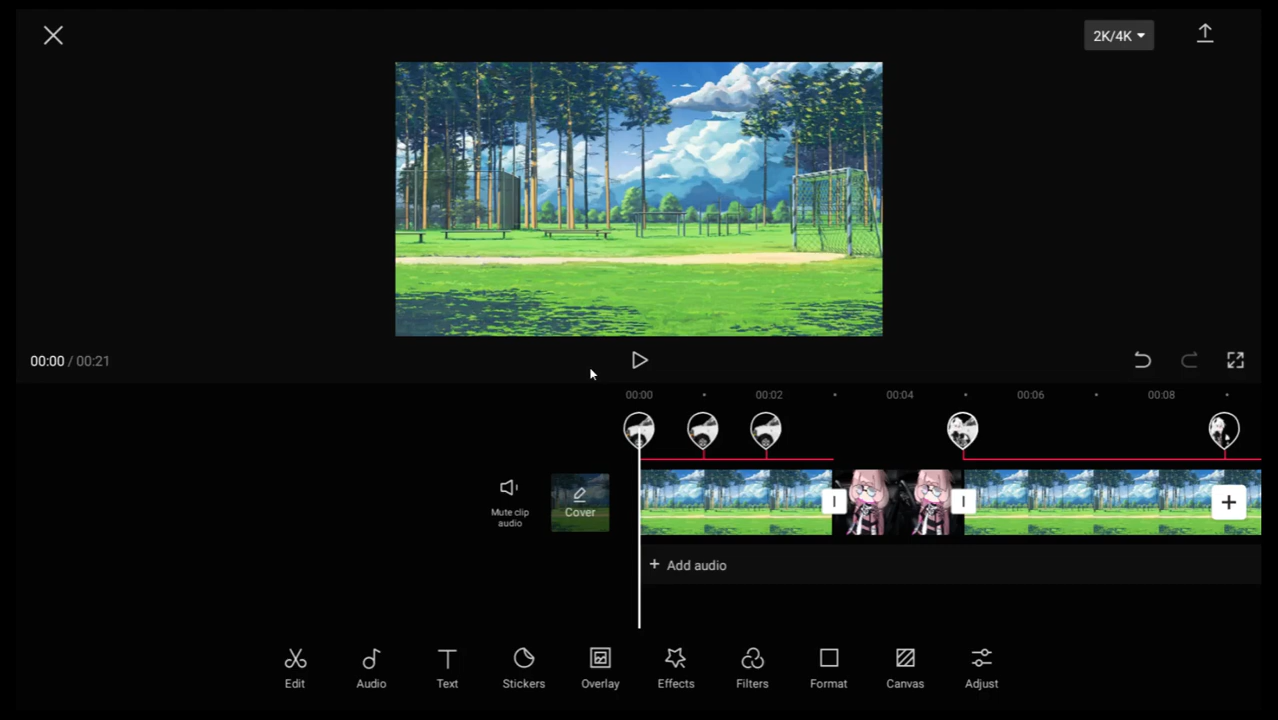 2K/4K
00:00 / 00:21
00:00
00:02
00:04
00:06
00:08
Mute clip
audio
Cover
+ Add audio
Edit
Audio
Text
Stickers
Overlay
Effects
Filters
Format
Canvas
Adjust